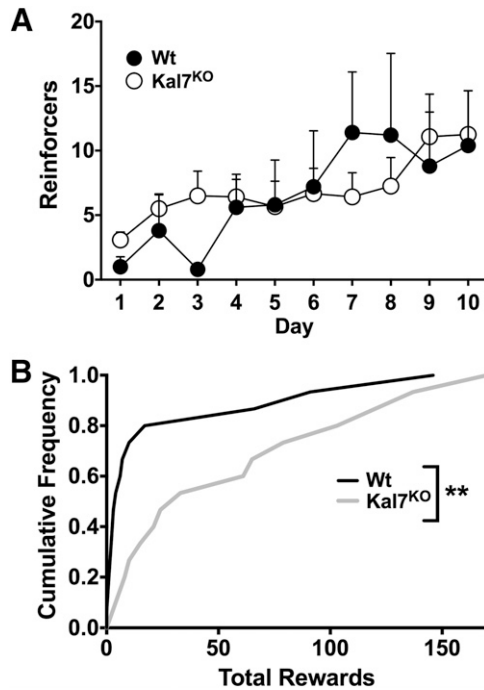 A
20
15
10
5
0
Reinforcers
Wt
Kal7KO
1 2 3 4 5 6 7 8 9 10
Day
B
1.0
0.8
0.6
0.4
0.2
0.0
Cumulative Frequency
Wt
Kal7KO
**
0 50 100 150
Total Rewards